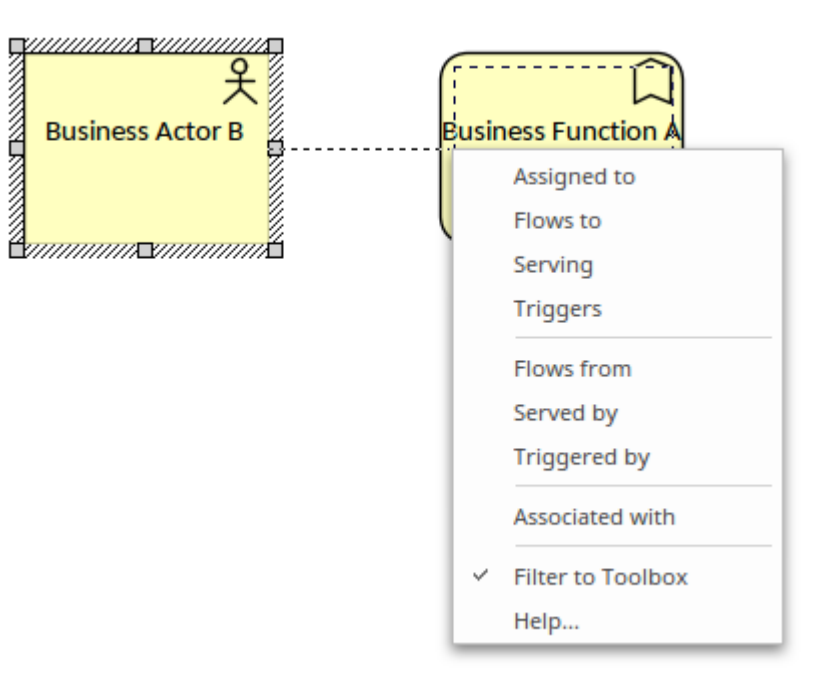 Business Actor B
Business Function A
Assigned to
Flows to
Serving
Triggers
Flows from
Served by
Triggered by
Associated with
Filter to Toolbox
Help...